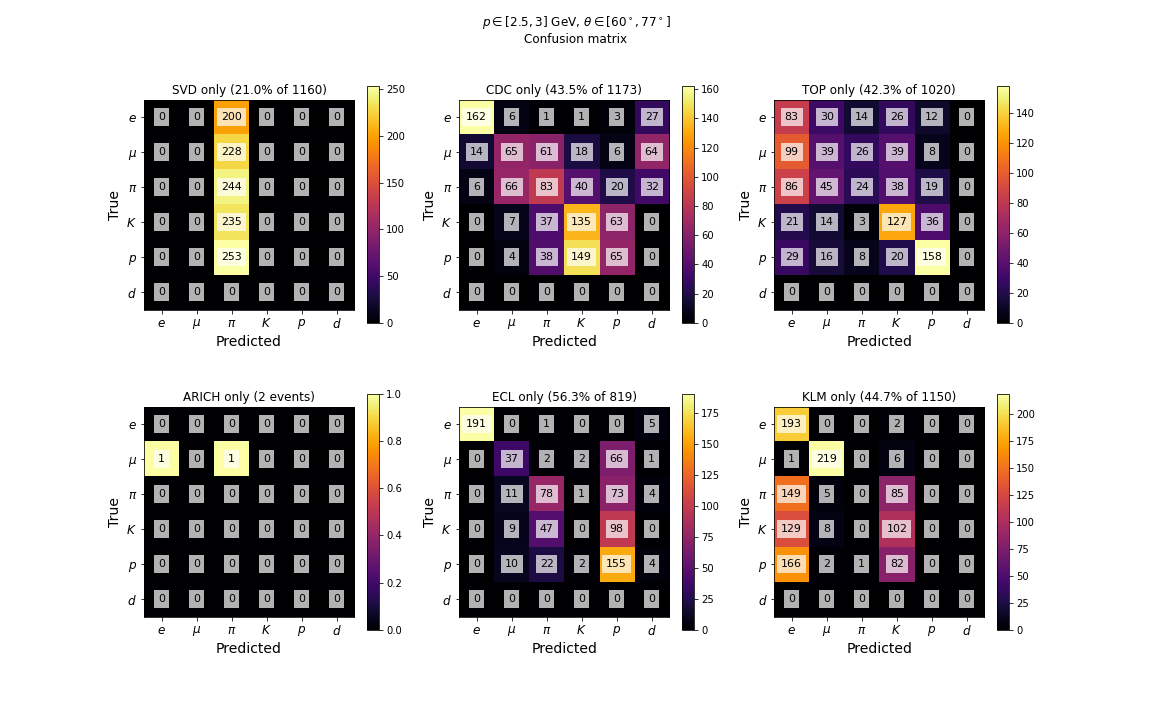 p ∈ [2.5, 3] GeV, θ ∈ [60°, 77°]
Confusion matrix
SVD only (21.0% of 1160)
True
e 0 0 200 0 0 0
μ 0 0 228 0 0 0
π 0 0 244 0 0 0
K 0 0 235 0 0 0
p 0 0 253 0 0 0
d 0 0 0 0 0 0
e μ π K p d
Predicted
250
200
150
100
50
0
CDC only (43.5% of 1173)
True
e 162 6 1 1 3 27
μ 14 65 61 18 6 64
π 6 66 83 40 20 32
K 0 7 37 135 63 0
p 0 4 38 149 65 0
d 0 0 0 0 0 0
e μ π K p d
Predicted
160
140
120
100
80
60
40
20
0
TOP only (42.3% of 1020)
True
e 83 30 14 26 12 0
μ 99 39 26 39 8 0
π 86 45 24 38 19 0
K 21 14 3 127 36 0
p 29 16 8 20 158 0
d 0 0 0 0 0 0
e μ π K p d
Predicted
140
120
100
80
60
40
20
0
ARICH only (2 events)
True
e 0 0 0 0 0 0
μ 1 0 1 0 0 0
π 0 0 0 0 0 0
K 0 0 0 0 0 0
p 0 0 0 0 0 0
d 0 0 0 0 0 0
e μ π K p d
Predicted
1.0
0.8
0.6
0.4
0.2
0.0
ECL only (56.3% of 819)
True
e 191 0 1 0 0 5
μ 0 37 2 2 66 1
π 0 11 78 1 73 4
K 0 9 47 0 98 0
p 0 10 22 2 155 4
d 0 0 0 0 0 0
e μ π K p d
Predicted
175
150
125
100
75
50
25
0
KLM only (44.7% of 1150)
True
e 193 0 0 2 0 0
μ 1 219 0 6 0 0
π 149 5 0 85 0 0
K 129 8 0 102 0 0
p 166 2 1 82 0 0
d 0 0 0 0 0 0
e μ π K p d
Predicted
200
175
150
125
100
75
50
25
0